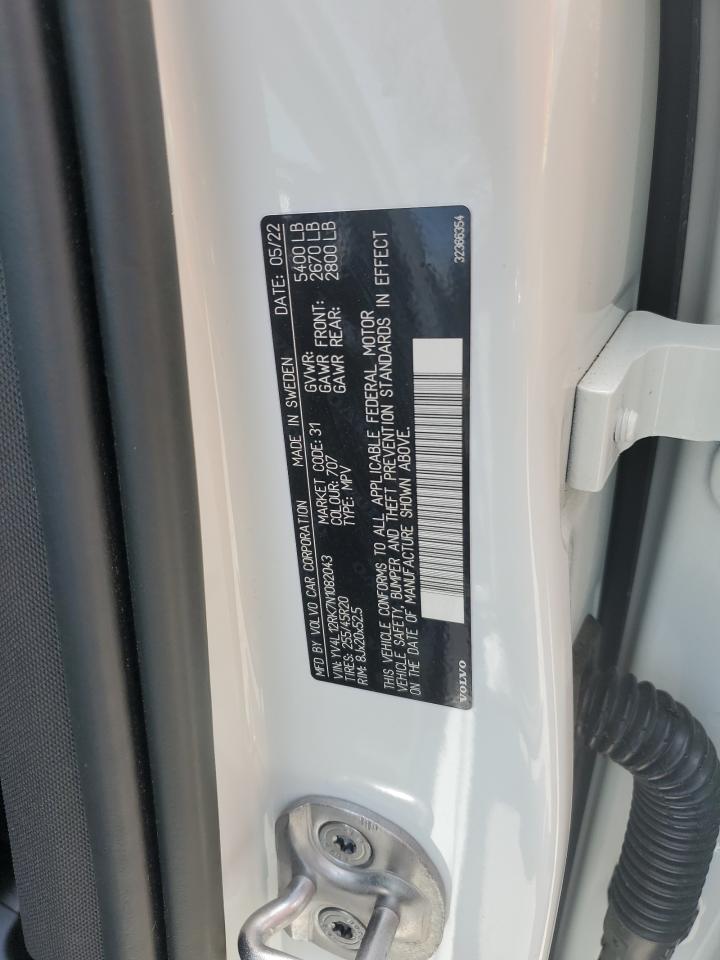 MFD BY VOLVO CAR CORPORATION MADE IN SWEDEN DATE: 05/22
VIN: YV4L12RK7N1082043 MARKET CODE: 31 GVWR: 5400 LB
TIRES: 255/45R20 COLOUR: 707 GAWR FRONT: 2670 LB
RIM: 8Jx20x52.5 TYPE: MPV GAWR REAR: 2800 LB
THIS VEHICLE CONFORMS TO ALL APPLICABLE FEDERAL MOTOR
VEHICLE SAFETY, BUMPER AND THEFT PREVENTION STANDARDS IN EFFECT
ON THE DATE OF MANUFACTURE SHOWN ABOVE.
VOLVO 32366354